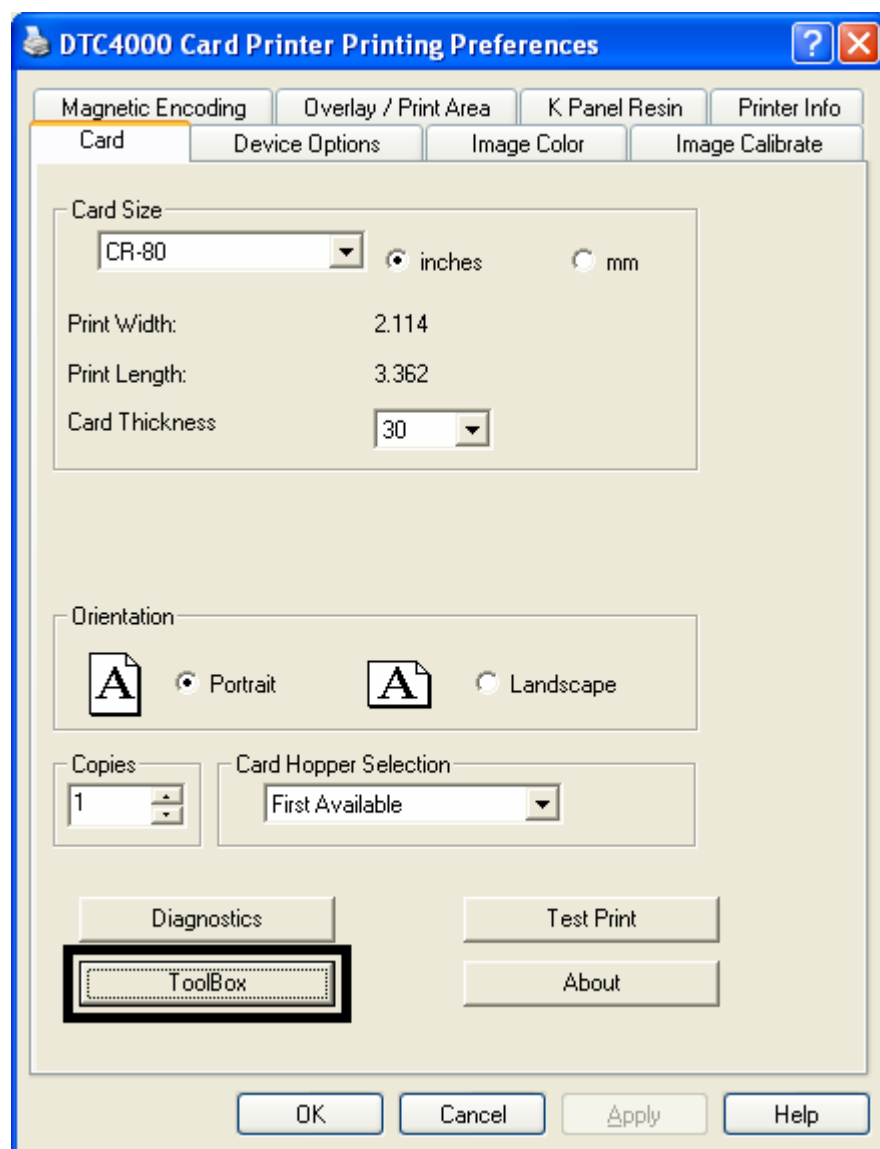 DTC4000 Card Printer Printing Preferences
Magnetic Encoding Overlay / Print Area K Panel Resin Printer Info
Card Device Options Image Color Image Calibrate
Card Size
CR-80 inches mm
Print Width: 2.114
Print Length: 3.362
Card Thickness 30
Orientation
A Portrait A Landscape
Copies Card Hopper Selection
1 First Available
Diagnostics Test Print
ToolBox About
OK Cancel Apply Help